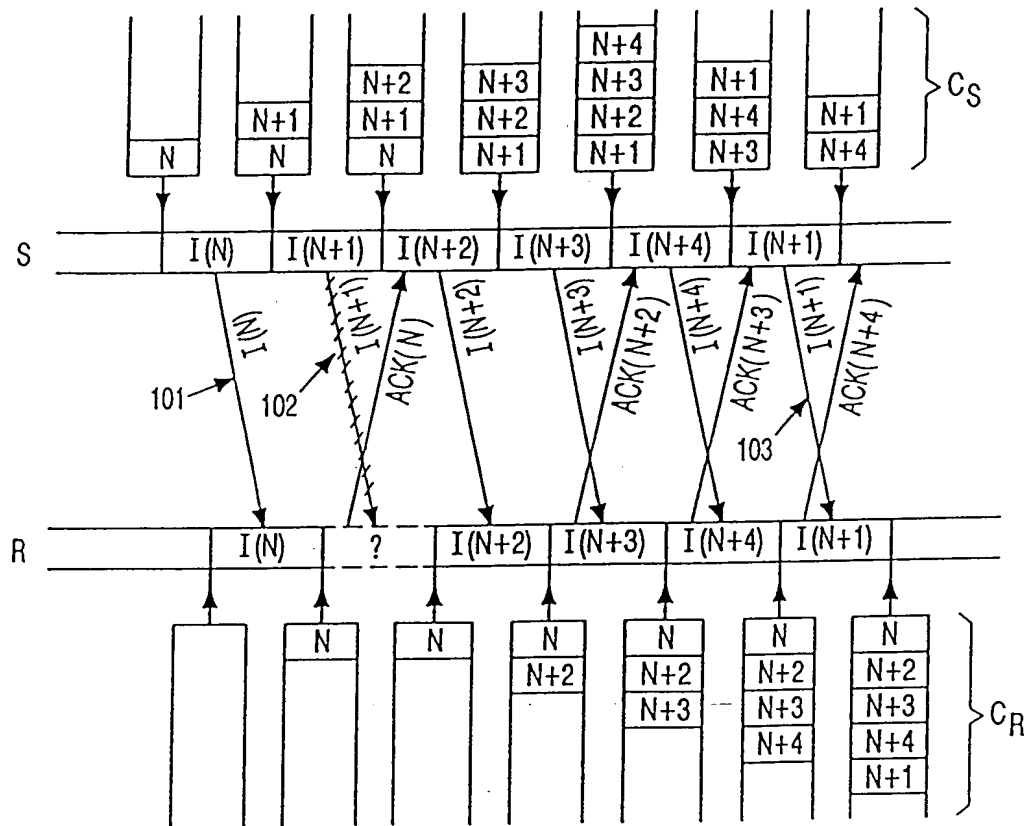 N
N+1
N
N+2
N+1
N
N+3
N+2
N+1
N+4
N+3
N+2
N+1
N+1
N+4
N+3
N+1
N+4
C_S
S
I(N)
I(N+1)
I(N+2)
I(N+3)
I(N+4)
I(N+1)
I(N)
I(N+1)
ACK(N)
I(N+2)
I(N+3)
ACK(N+2)
I(N+4)
ACK(N+3)
I(N+1)
ACK(N+4)
101
102
103
R
I(N)
?
I(N+2)
I(N+3)
I(N+4)
I(N+1)
N
N
N
N+2
N
N+2
N+3
N
N+2
N+3
N+4
N
N+2
N+3
N+4
N+1
C_R